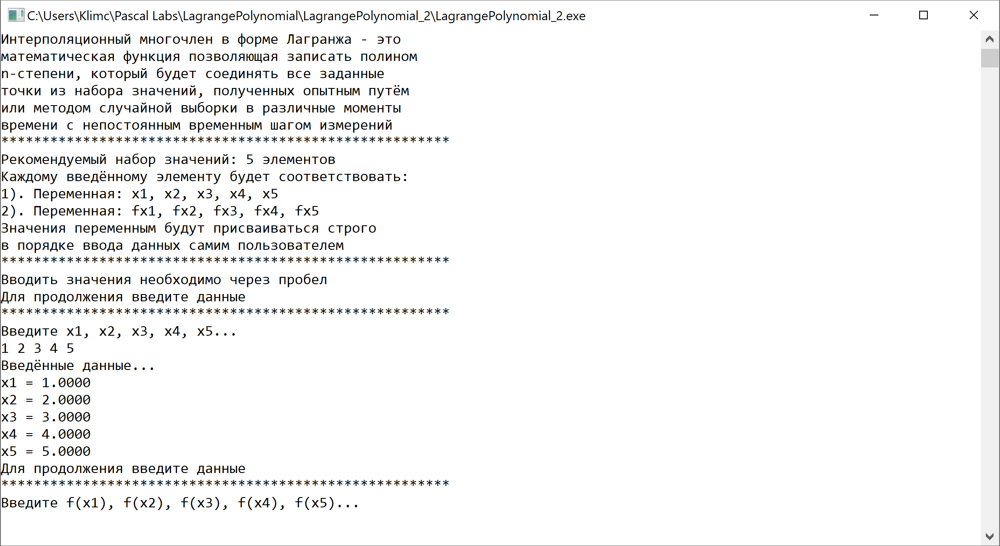 C:\Users\Klimc\Pascal Labs\LagrangePolynomial\LagrangePolynomial_2\LagrangePolynomial_2.exe
Интерполяционный многочлен в форме Лагранжа - это
математическая функция позволяющая записать полином
n-степени, который будет соединять все заданные
точки из набора значений, полученных опытным путём
или методом случайной выборки в различные моменты
времени с непостоянным временным шагом измерений
*******************************************************
Рекомендуемый набор значений: 5 элементов
Каждому введённому элементу будет соответствовать:
1). Переменная: x1, x2, x3, x4, x5
2). Переменная: fx1, fx2, fx3, fx4, fx5
Значения переменным будут присваиваться строго
в порядке ввода данных самим пользователем
*******************************************************
Вводить значения необходимо через пробел
Для продолжения введите данные
*******************************************************
Введите x1, x2, x3, x4, x5...
1 2 3 4 5
Введённые данные...
x1 = 1.0000
x2 = 2.0000
x3 = 3.0000
x4 = 4.0000
x5 = 5.0000
Для продолжения введите данные
*******************************************************
Введите f(x1), f(x2), f(x3), f(x4), f(x5)...